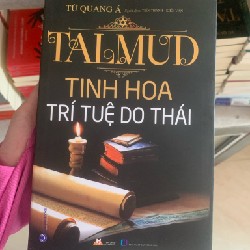 TỪ QUANG Á
TALMUD
TINH HOA
TRÍ TUỆ DO THÁI